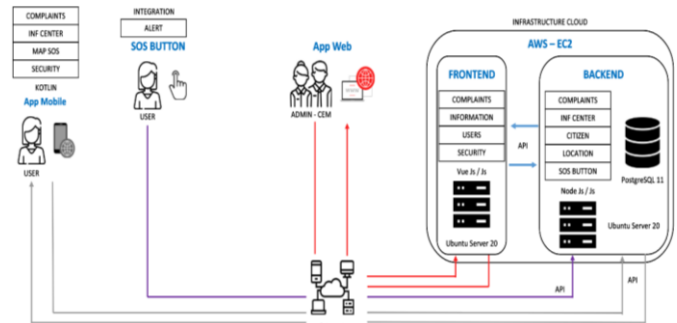 COMPLAINTS
INF CENTER
MAP SOS
SECURITY
KOTLIN
App Mobile
USER
INTEGRATION
ALERT
SOS BUTTON
USER
App Web
ADMIN - CEM
INFRASTRUCTURE CLOUD
AWS – EC2
FRONTEND
COMPLAINTS
INFORMATION
USERS
SECURITY
Vue Js / Js
Ubuntu Server 20
API
BACKEND
COMPLAINTS
INF CENTER
CITIZEN
LOCATION
SOS BUTTON
Node Js / Js
PostgreSQL 11
Ubuntu Server 20
API
API